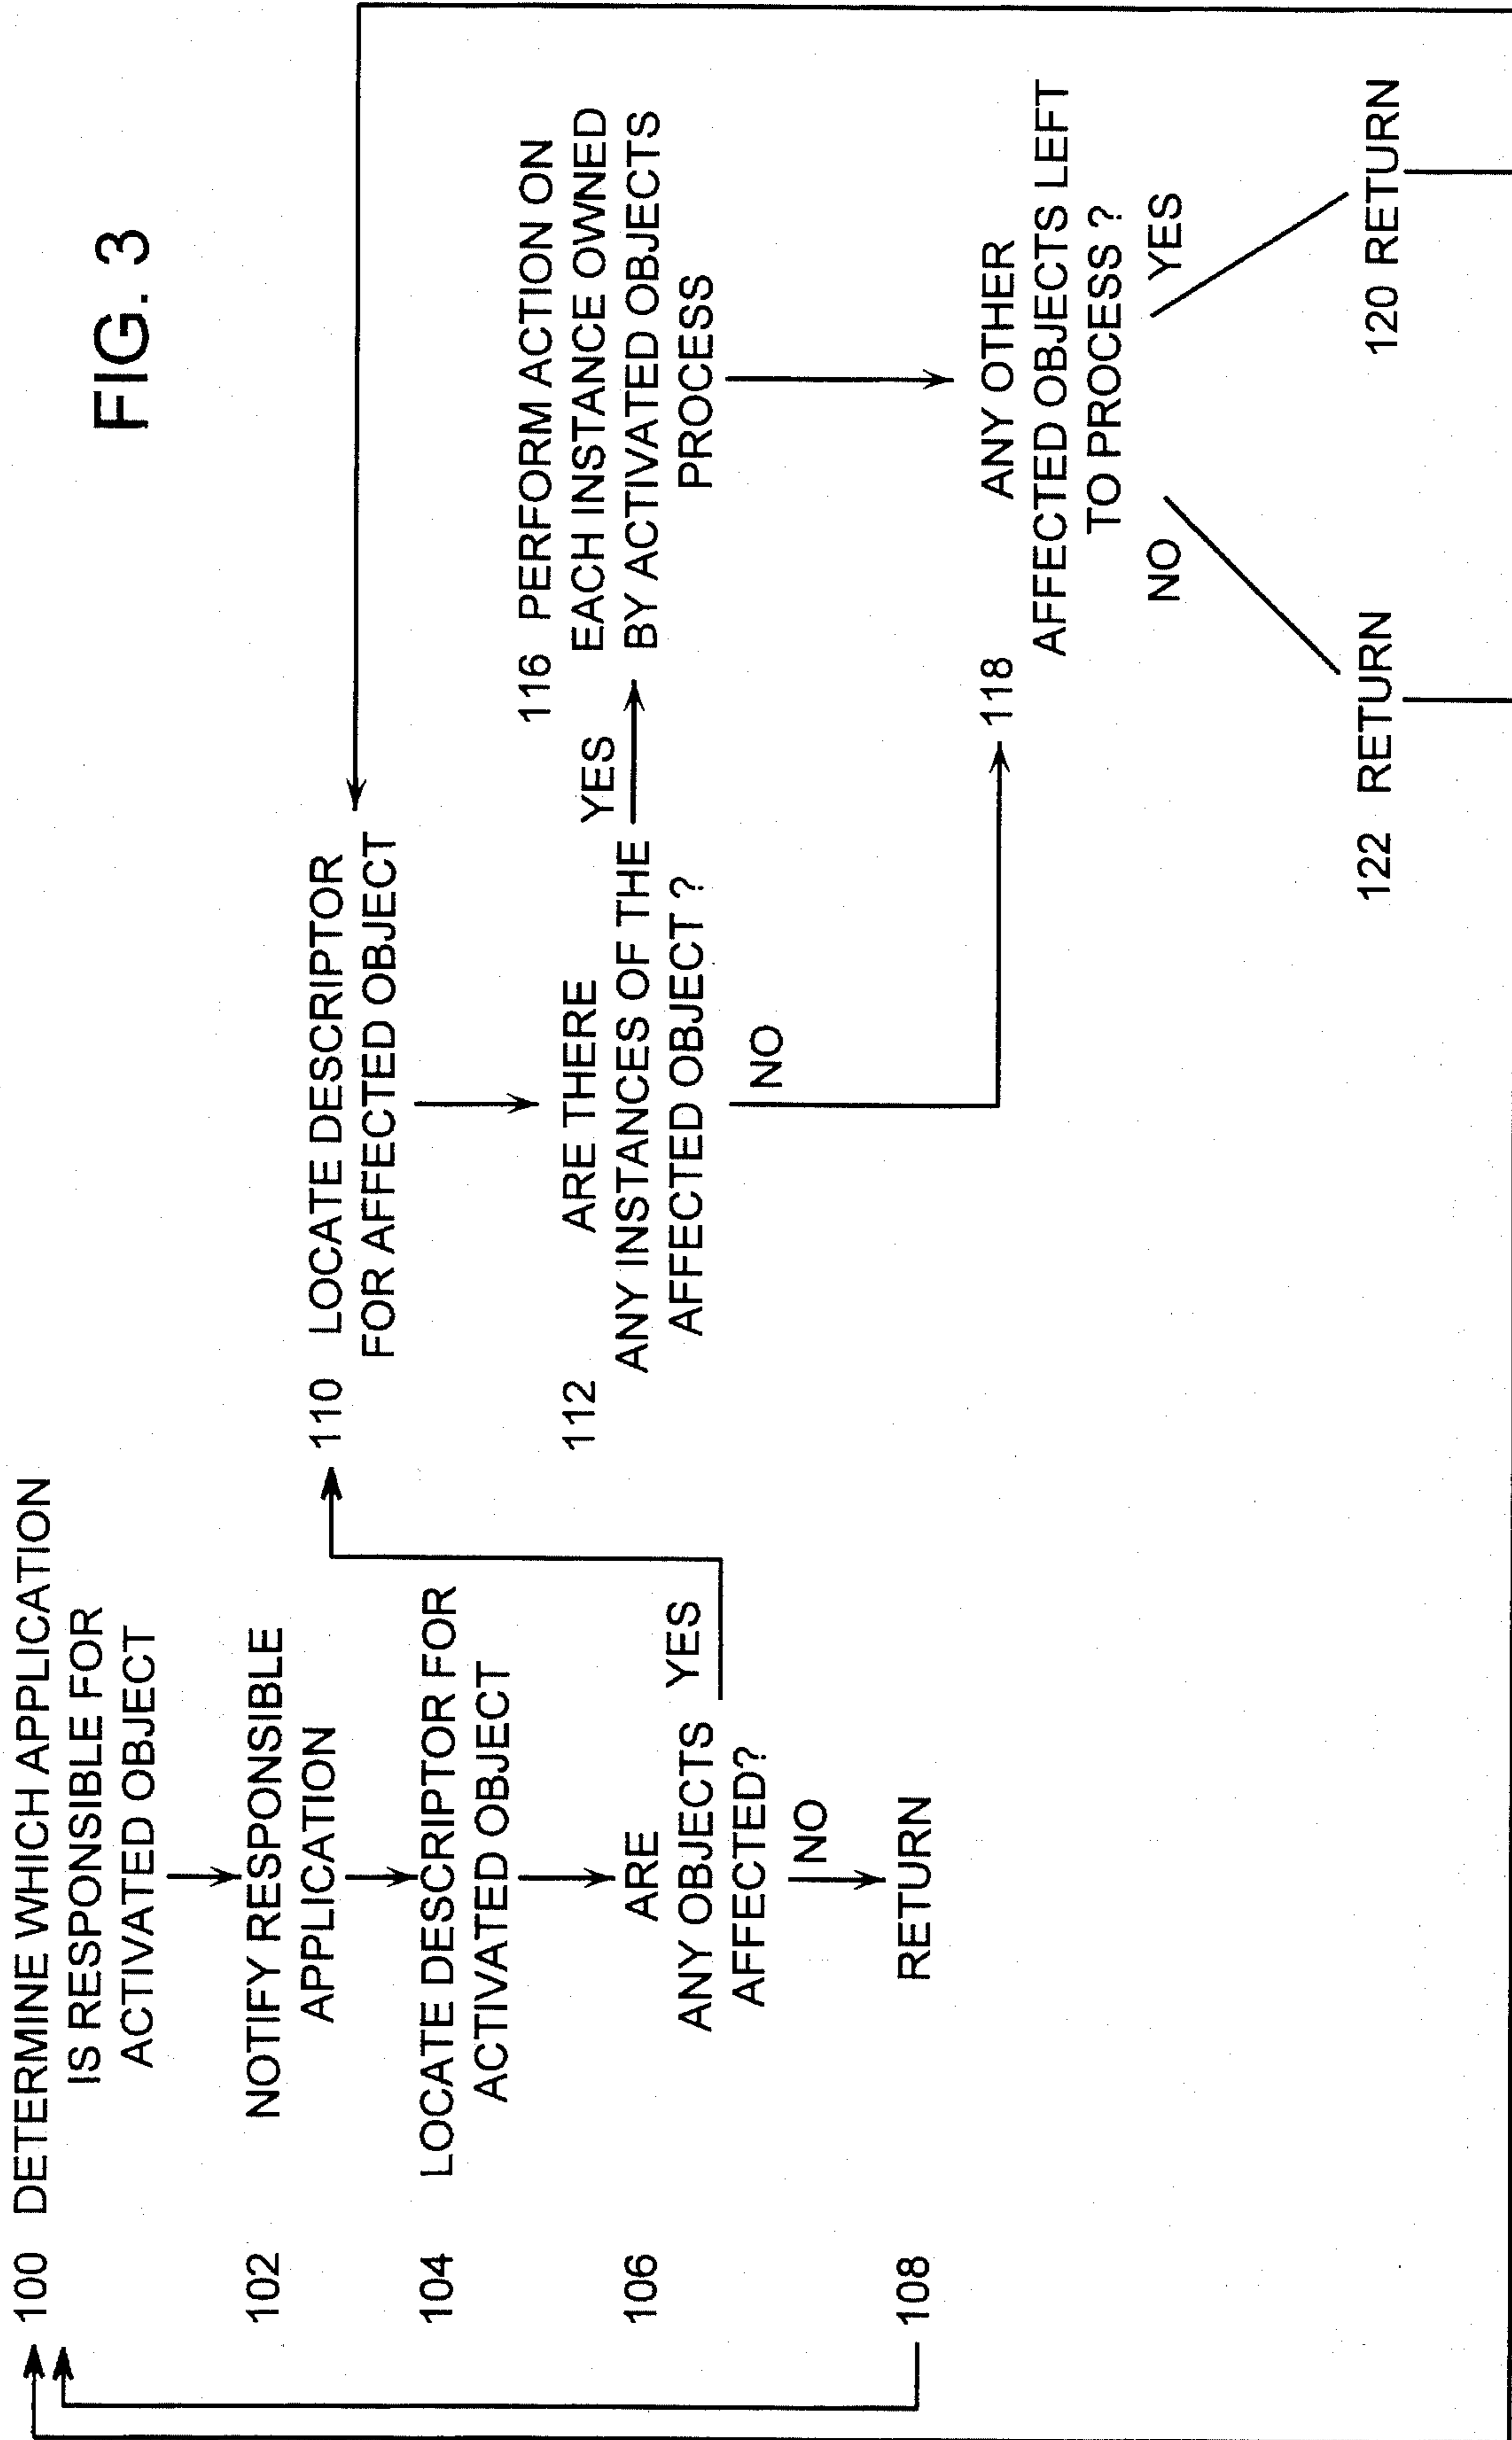 FIG. 3
100 DETERMINE WHICH APPLICATION
IS RESPONSIBLE FOR
ACTIVATED OBJECT
102 NOTIFY RESPONSIBLE
APPLICATION
104 LOCATE DESCRIPTOR FOR
ACTIVATED OBJECT
106 ARE
ANY OBJECTS YES
AFFECTED?
NO
108 RETURN
110 LOCATE DESCRIPTOR
FOR AFFECTED OBJECT
112 ARE THERE
ANY INSTANCES OF THE YES
AFFECTED OBJECT ?
NO
116 PERFORM ACTION ON
EACH INSTANCE OWNED
BY ACTIVATED OBJECTS
PROCESS
118 ANY OTHER
AFFECTED OBJECTS LEFT
TO PROCESS ?
NO YES
122 RETURN
120 RETURN